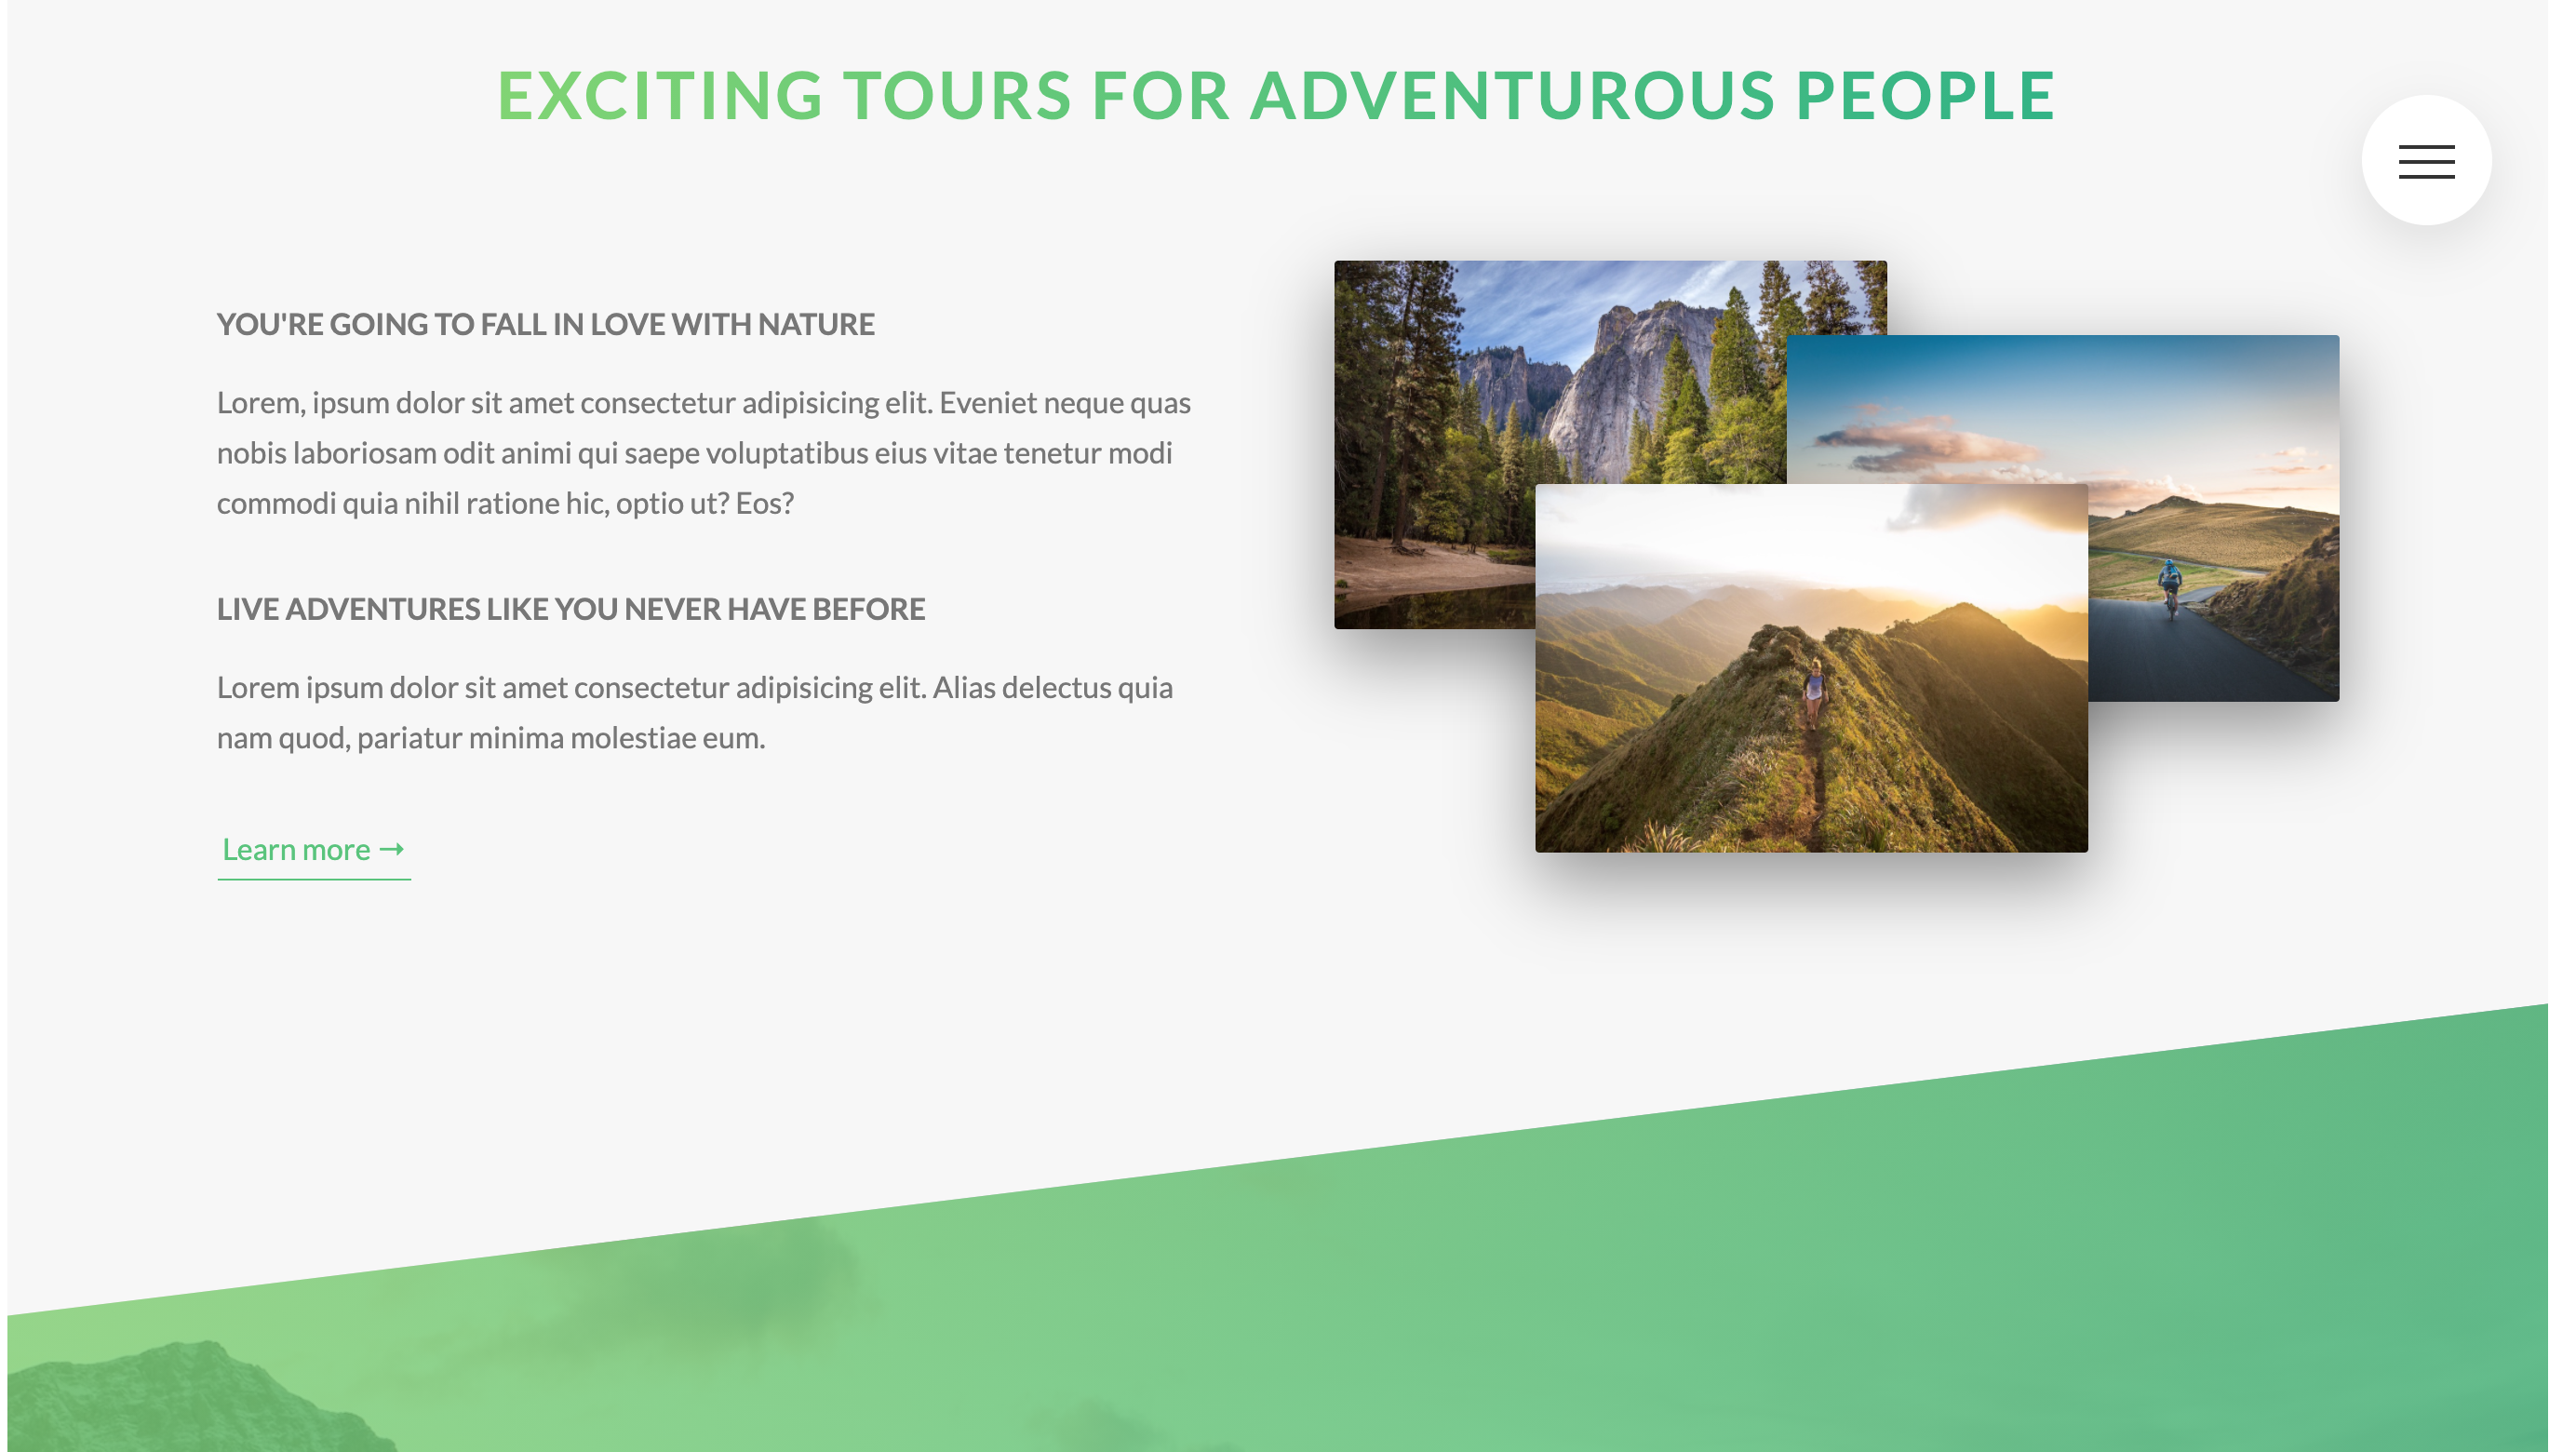 EXCITING TOURS FOR ADVENTUROUS PEOPLE
YOU'RE GOING TO FALL IN LOVE WITH NATURE
Lorem, ipsum dolor sit amet consectetur adipisicing elit. Eveniet neque quas
nobis laboriosam odit animi qui saepe voluptatibus eius vitae tenetur modi
commodi quia nihil ratione hic, optio ut? Eos?
LIVE ADVENTURES LIKE YOU NEVER HAVE BEFORE
Lorem ipsum dolor sit amet consectetur adipisicing elit. Alias delectus quia
nam quod, pariatur minima molestiae eum.
Learn more →